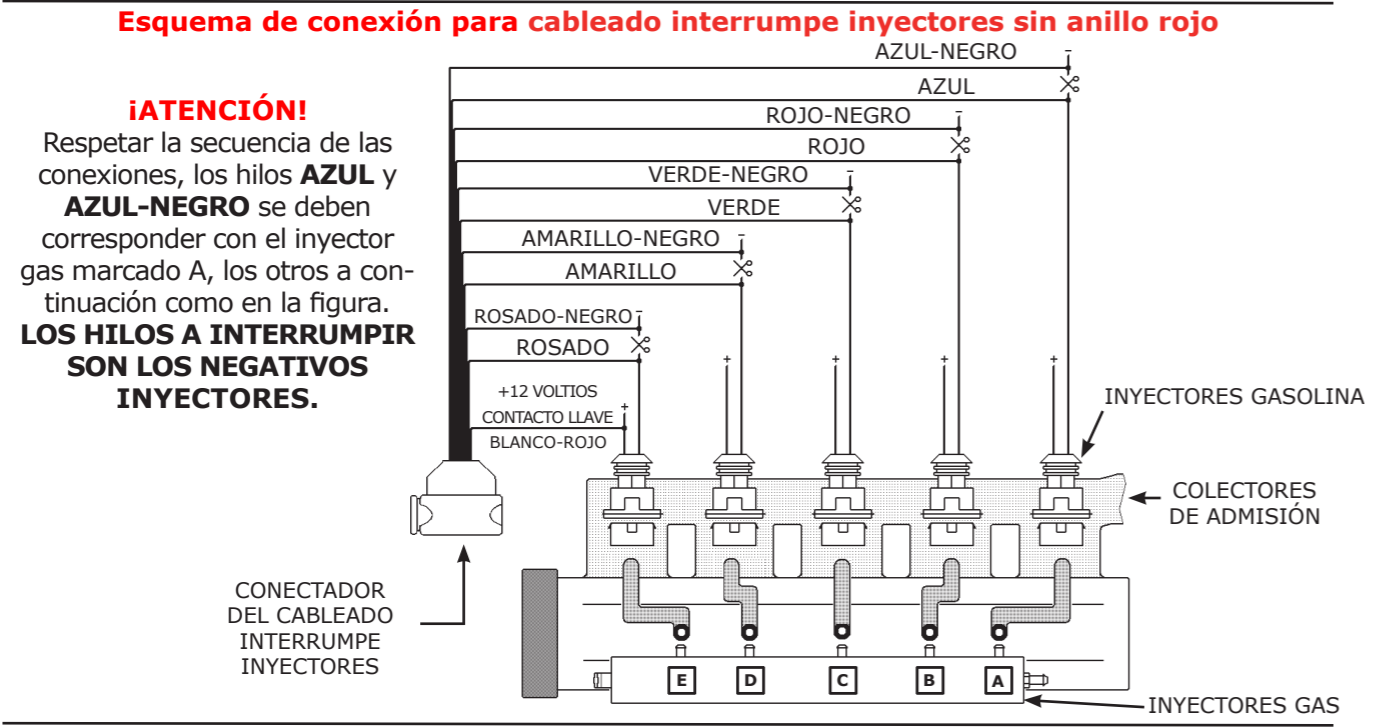 Esquema de conexión para cableado interrumpe inyectores sin anillo rojo
¡ATENCIÓN!
Respetar la secuencia de las
conexiones, los hilos AZUL y
AZUL-NEGRO se deben
corresponder con el inyector
gas marcado A, los otros a con-
tinuación como en la figura.
LOS HILOS A INTERRUMPIR
SON LOS NEGATIVOS
INYECTORES.
AZUL-NEGRO
-
AZUL
ROJO-NEGRO
-
ROJO
VERDE-NEGRO
-
VERDE
AMARILLO-NEGRO
-
AMARILLO
ROSADO-NEGRO
-
ROSADO
+12 VOLTIOS
CONTACTO LLAVE
BLANCO-ROJO
+
+
+
+
+
INYECTORES GASOLINA
COLECTORES
DE ADMISIÓN
CONECTADOR
DEL CABLEADO
INTERRUMPE
INYECTORES
E
D
C
B
A
INYECTORES GAS